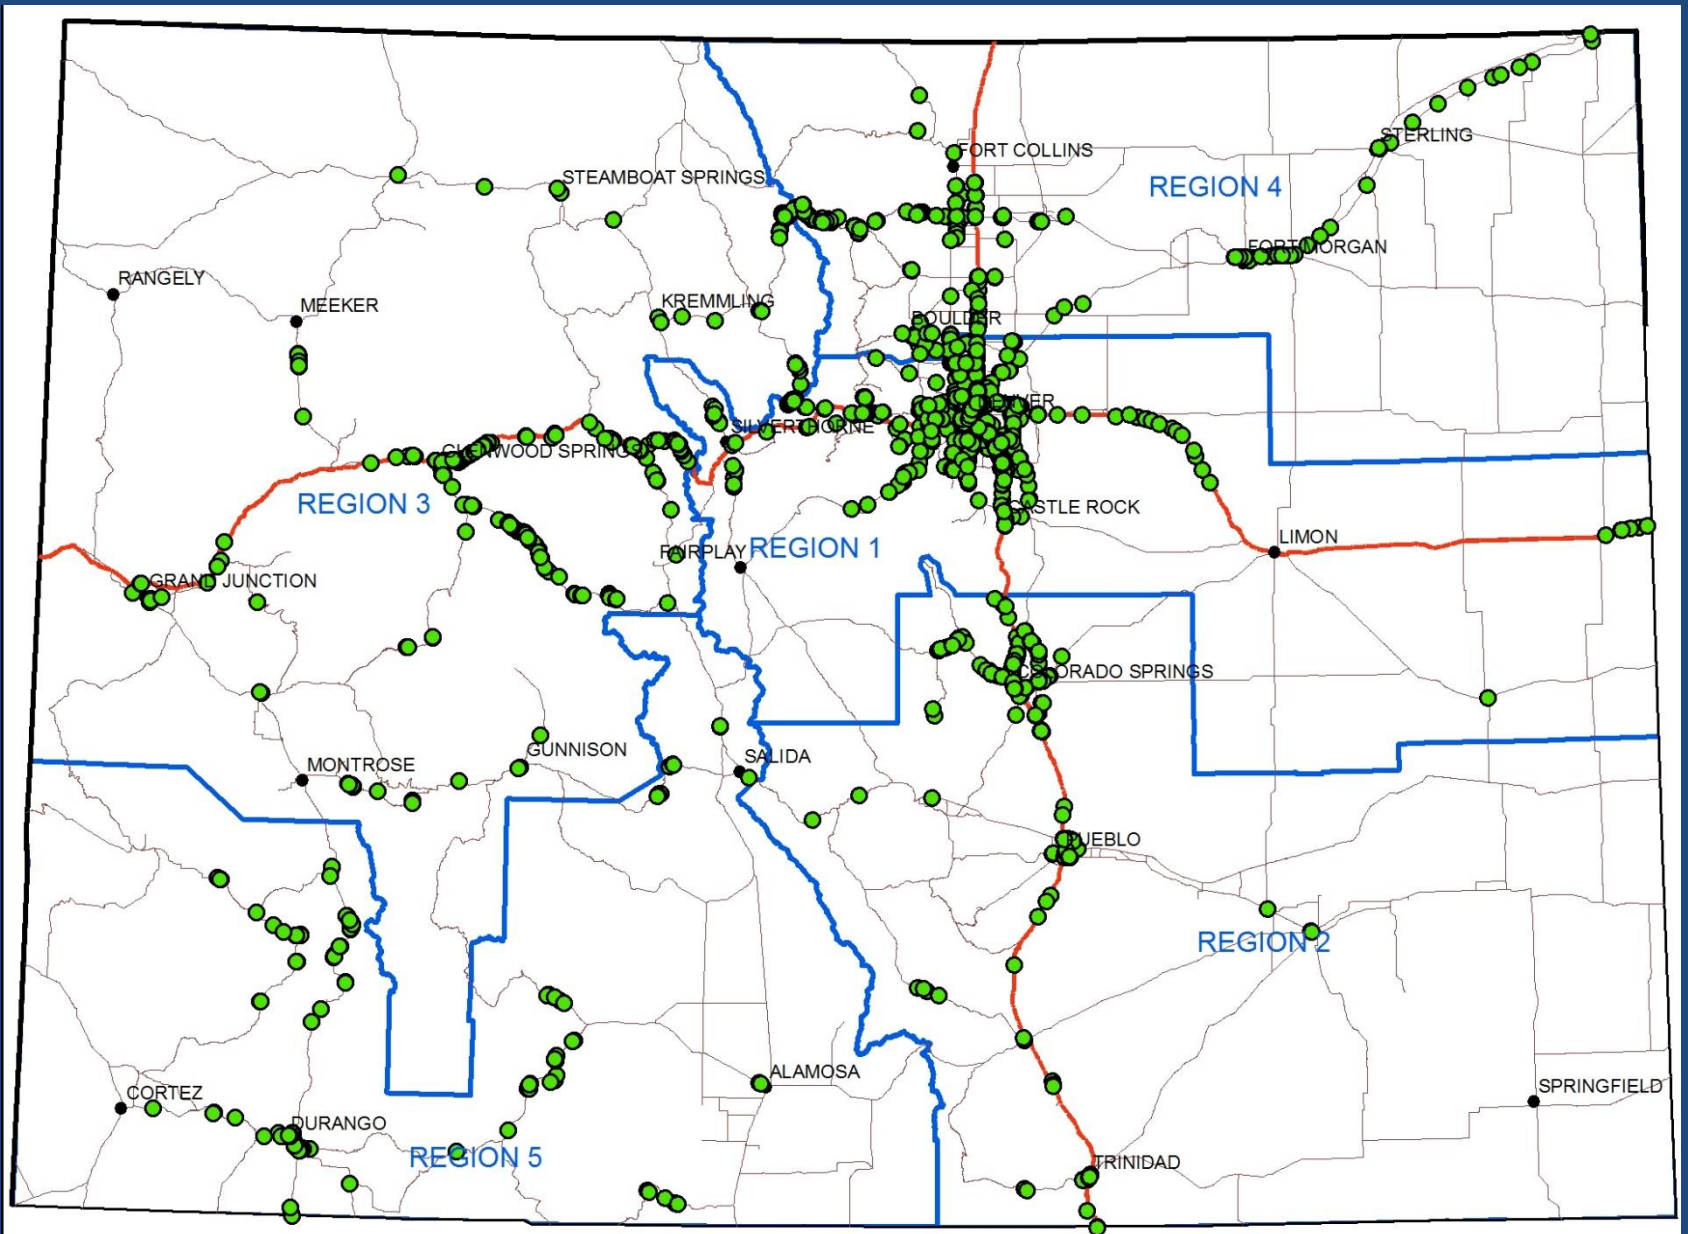 STERLING
FORT COLLINS
STEAMBOAT SPRINGS
REGION 4
FORT MORGAN
RANGELY
MEEKER
KREMMLING
BOULDER
DENVER
SILVERTHORNE
GLENWOOD SPRINGS
REGION 3
CASTLE ROCK
LIMON
FAIRPLAY
REGION 1
GRAND JUNCTION
COLORADO SPRINGS
GUNNISON
SALIDA
MONTROSE
PUEBLO
REGION 2
ALAMOSA
SPRINGFIELD
CORTEZ
DURANGO
REGION 5
TRINIDAD